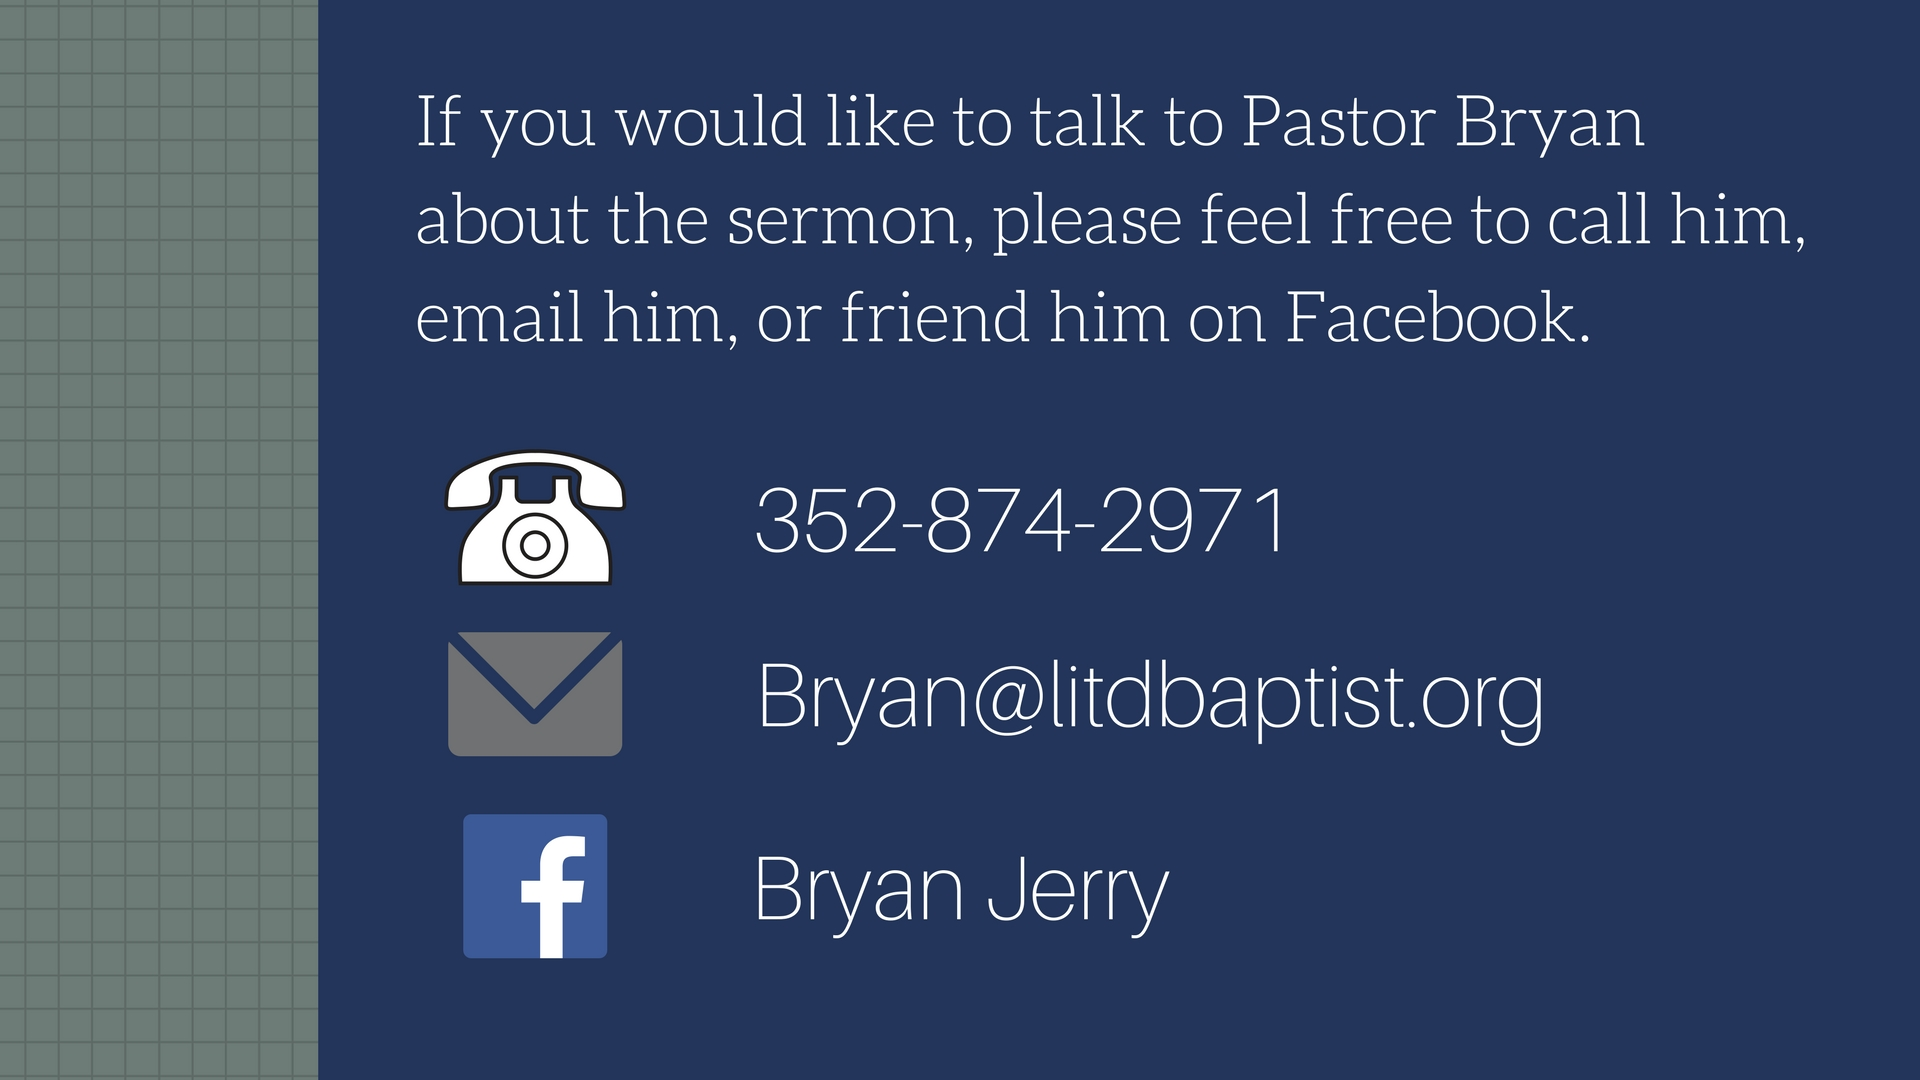 If you would like to talk to Pastor Bryan
about the sermon, please feel free to call him,
email him, or friend him on Facebook.
352-874-2971
Bryan@litdbaptist.org
Bryan Jerry